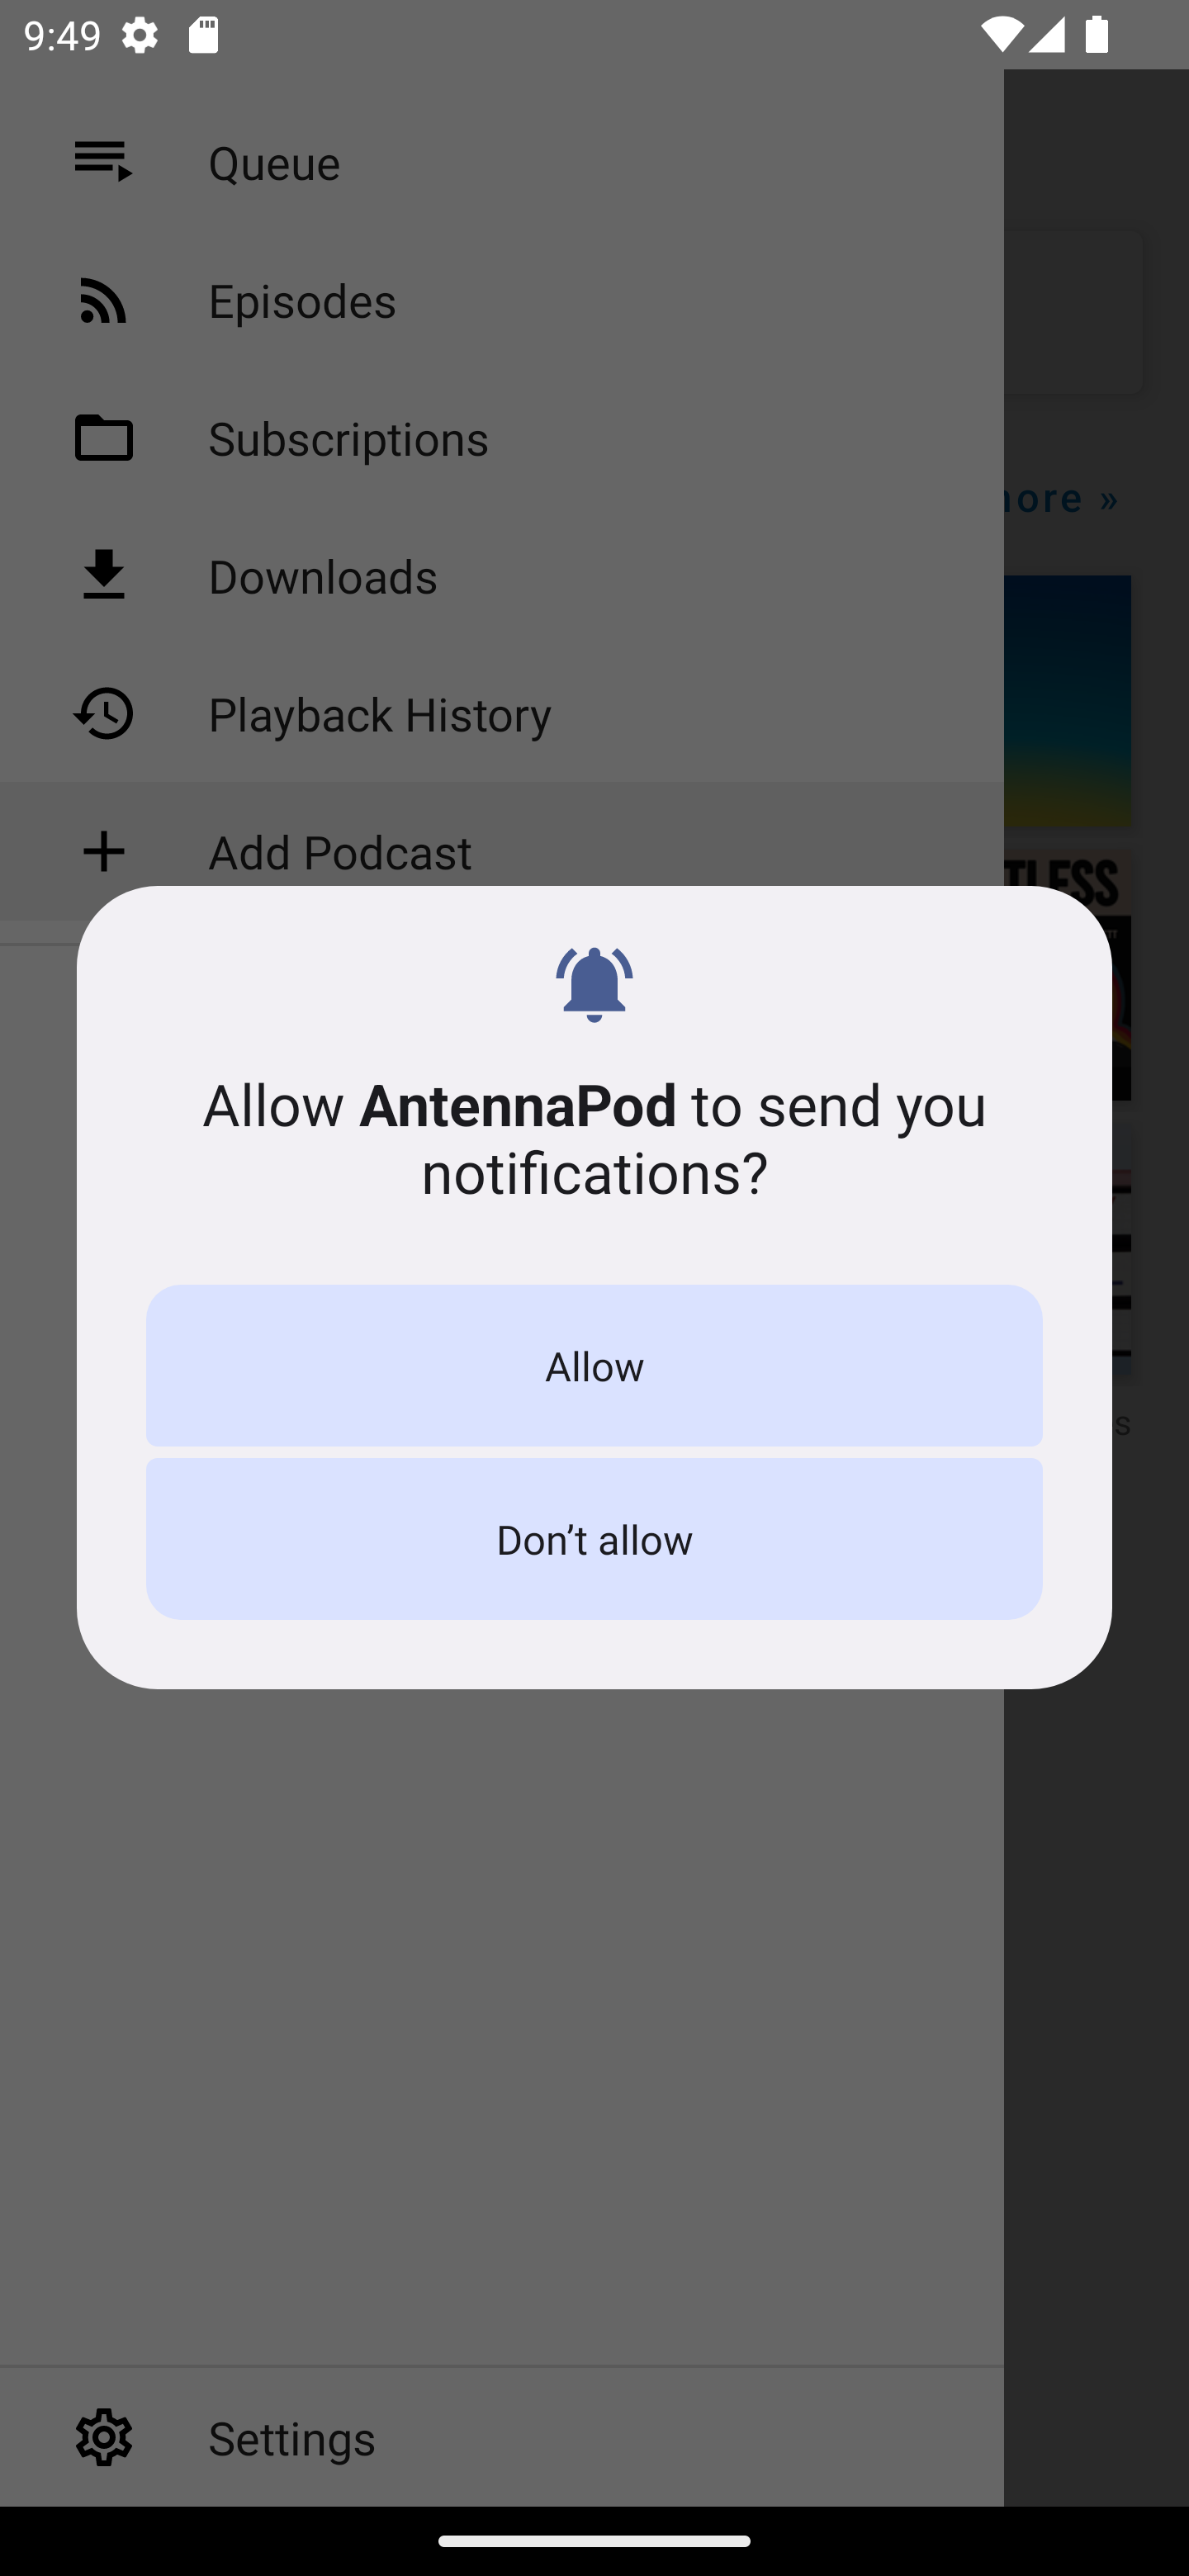 9:49
Queue
Episodes
Subscriptions
more »
Downloads
Playback History
Add Podcast
TLESS
Allow AntennaPod to send you
notifications?
Allow
Don’t allow
s
Settings